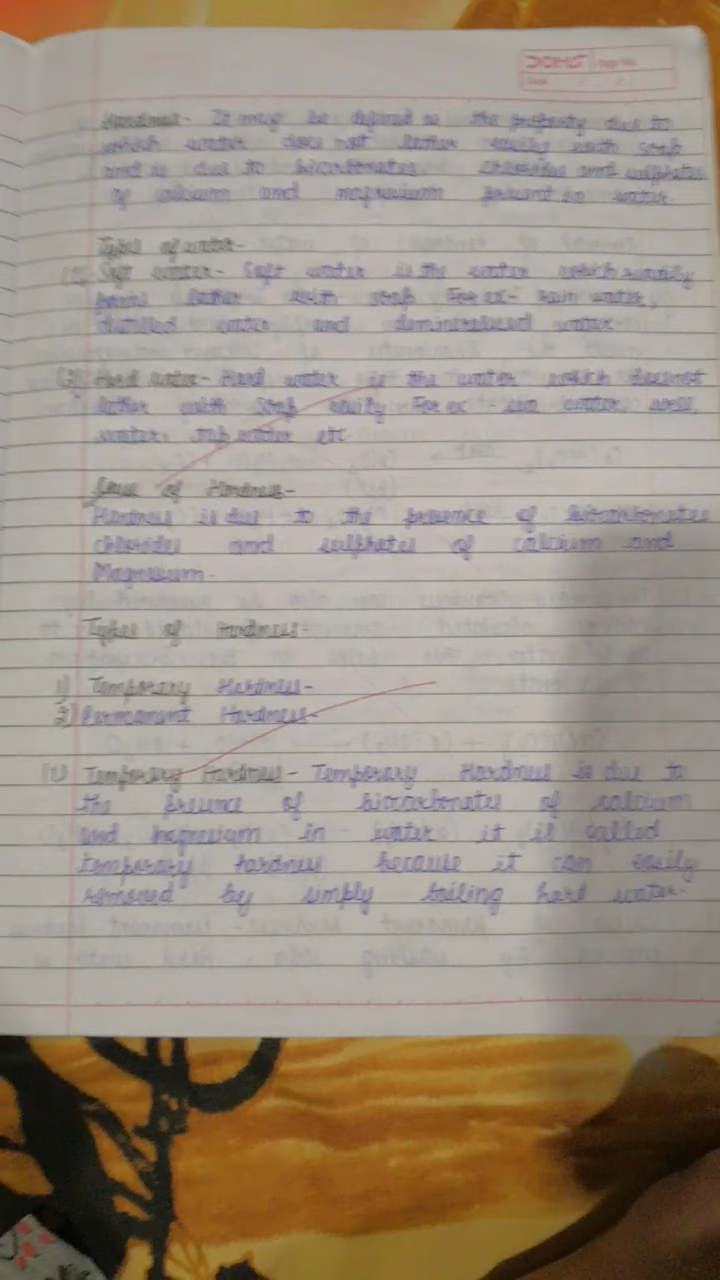 DOMS
Hardness - It may be defined as the property due to
which water does not lather easily with soap
and is due to bicarbonates chlorides and sulphates
of calcium and magnesium present in water.
Types of water-
Soft water - Soft water is the water which readily
forms lather with soap For ex- rain water,
distilled water and demineralised water
(2) Hard water - Hard water is the water which doesnot
lather with soap easily For ex - sea water, well
water, tap water etc
of Hardness-
Hardness is due to the presence of bicarbonates
chlorides and sulphates of calcium and
Magnesium.
Types of Hardness-
1) Temporary Hardness-
2) Permanant Hardness-
(1) Temporary Hardness - Temporary Hardness is due to
the presence of bicarbonates of calcium
and magnesium in water it is called
temporary hardness because it can easily
removed by simply boiling hard water.